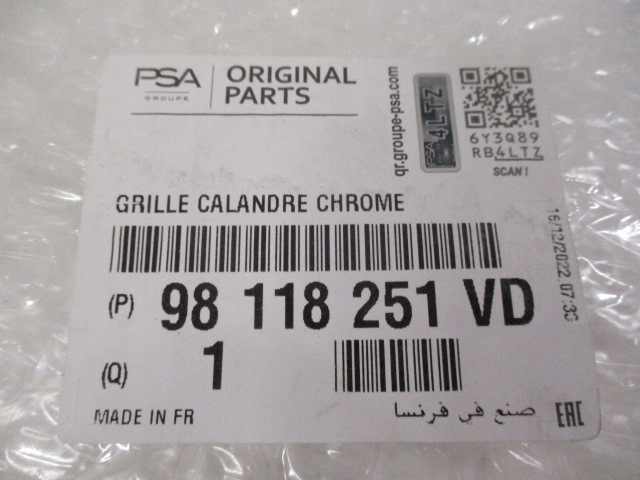 PSA
GROUPE
ORIGINAL
PARTS
qr.groupe-psa.com
PSA 4LTZ
6Y3Q89
RB4LTZ
SCAN !
GRILLE CALANDRE CHROME
16/12/2022 07:33
(P) 98 118 251 VD
(Q) 1
MADE IN FR
صنع في فرنسا
EAC